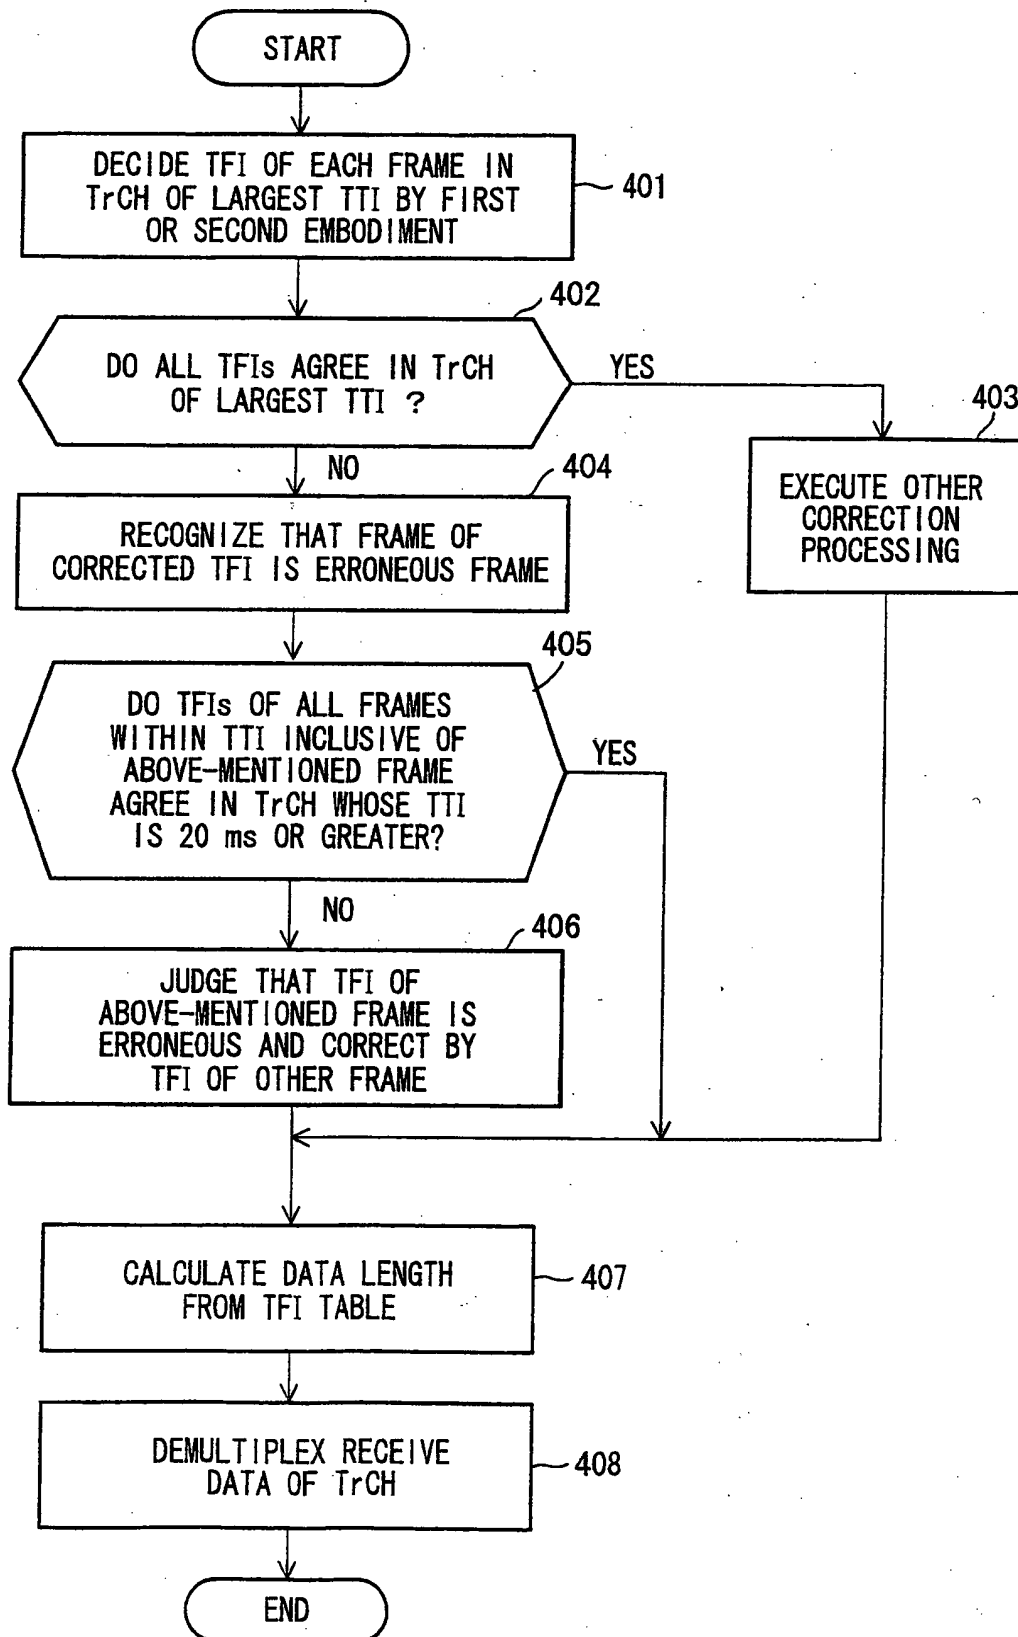 START
DECIDE TFI OF EACH FRAME IN
TrCH OF LARGEST TTI BY FIRST
OR SECOND EMBODIMENT
401
402
DO ALL TFIs AGREE IN TrCH
OF LARGEST TTI ?
YES
403
EXECUTE OTHER
CORRECTION
PROCESSING
NO
404
RECOGNIZE THAT FRAME OF
CORRECTED TFI IS ERRONEOUS FRAME
405
DO TFIs OF ALL FRAMES
WITHIN TTI INCLUSIVE OF
ABOVE-MENTIONED FRAME
AGREE IN TrCH WHOSE TTI
IS 20 ms OR GREATER?
YES
NO
406
JUDGE THAT TFI OF
ABOVE-MENTIONED FRAME IS
ERRONEOUS AND CORRECT BY
TFI OF OTHER FRAME
CALCULATE DATA LENGTH
FROM TFI TABLE
407
DEMULTIPLEX RECEIVE
DATA OF TrCH
408
END